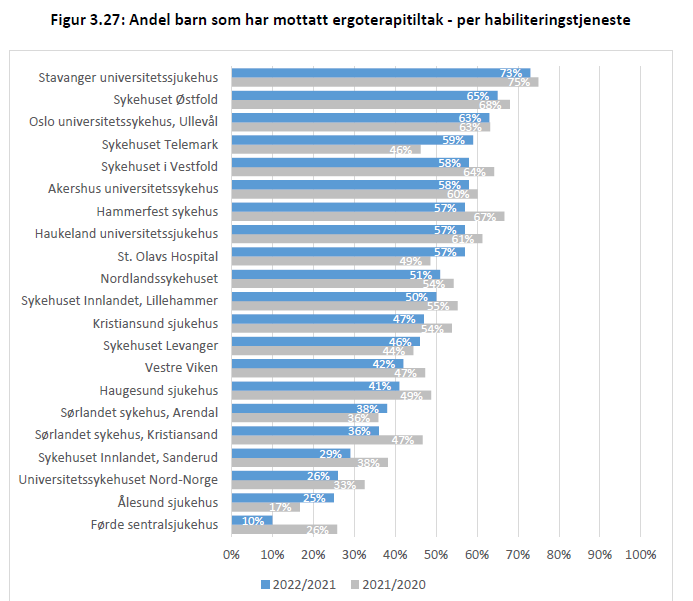 Figur 3.27: Andel barn som har mottatt ergoterapitiltak - per habiliteringstjeneste
Stavanger universitetssjukehus 73% 75%
Sykehuset Østfold 65% 68%
Oslo universitetssykehus, Ullevål 63% 63%
Sykehuset Telemark 59% 46%
Sykehuset i Vestfold 58% 64%
Akershus universitetssykehus 58% 60%
Hammerfest sykehus 57% 67%
Haukeland universitetssjukehus 57% 61%
St. Olavs Hospital 57% 49%
Nordlandssykehuset 51% 54%
Sykehuset Innlandet, Lillehammer 50% 55%
Kristiansund sjukehus 47% 54%
Sykehuset Levanger 46% 44%
Vestre Viken 42% 47%
Haugesund sjukehus 41% 49%
Sørlandet sykehus, Arendal 38% 36%
Sørlandet sykehus, Kristiansand 36% 47%
Sykehuset Innlandet, Sanderud 29% 38%
Universitetssykehuset Nord-Norge 26% 33%
Ålesund sjukehus 25% 17%
Førde sentralsjukehus 10% 26%
0% 10% 20% 30% 40% 50% 60% 70% 80% 90% 100%
2022/2021 2021/2020